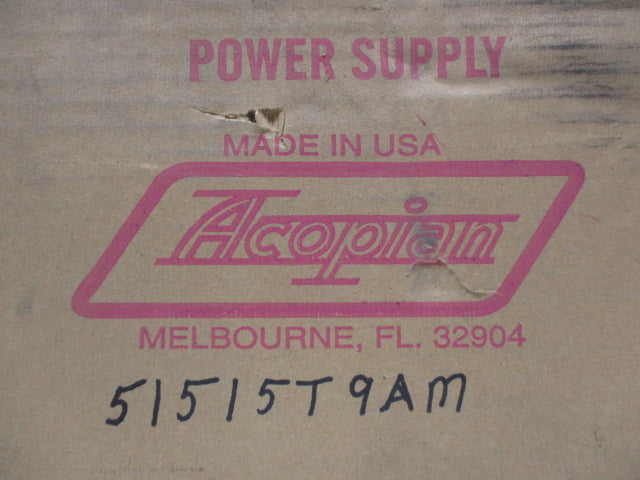 POWER SUPPLY
MADE IN USA
Acopian
MELBOURNE, FL. 32904
51515T9AM